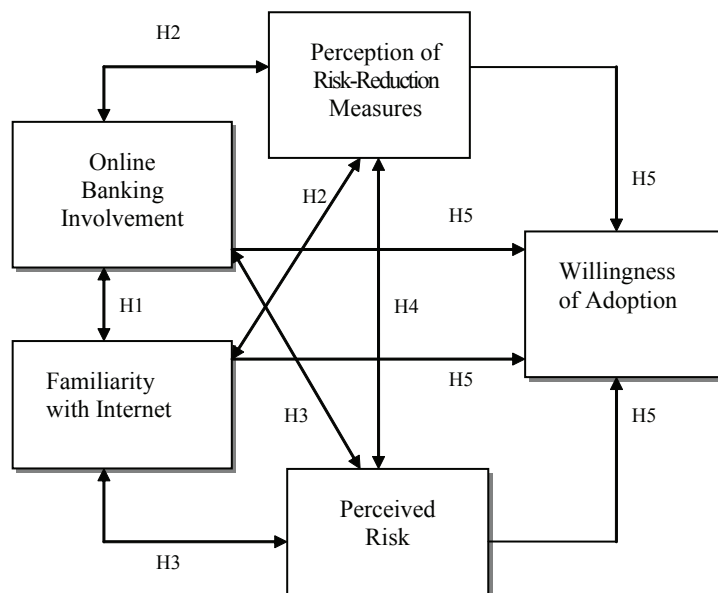 H2
Perception of
Risk-Reduction
Measures
Online
Banking
Involvement
H2
H5
H5
Willingness
of Adoption
H1
H4
Familiarity
with Internet
H5
H3
H5
Perceived
Risk
H3